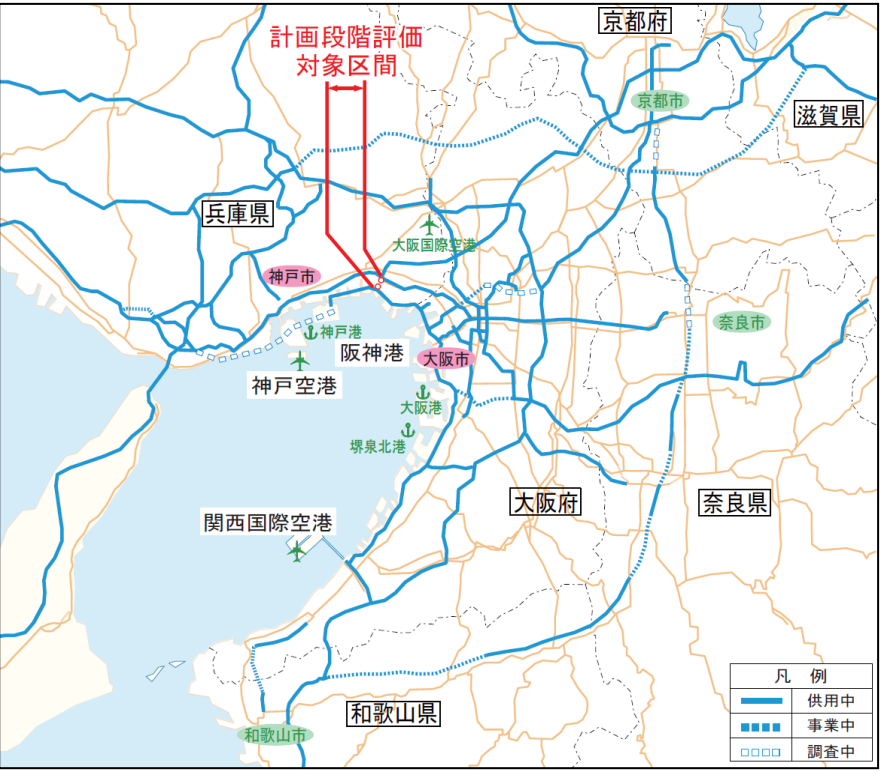 京都府
計画段階評価
対象区間
京都市
滋賀県
兵庫県
大阪国際空港
神戸市
奈良市
神戸港
阪神港
大阪市
神戸空港
大阪港
堺泉北港
大阪府
奈良県
関西国際空港
和歌山県
和歌山市
凡 例
供用中
事業中
調査中